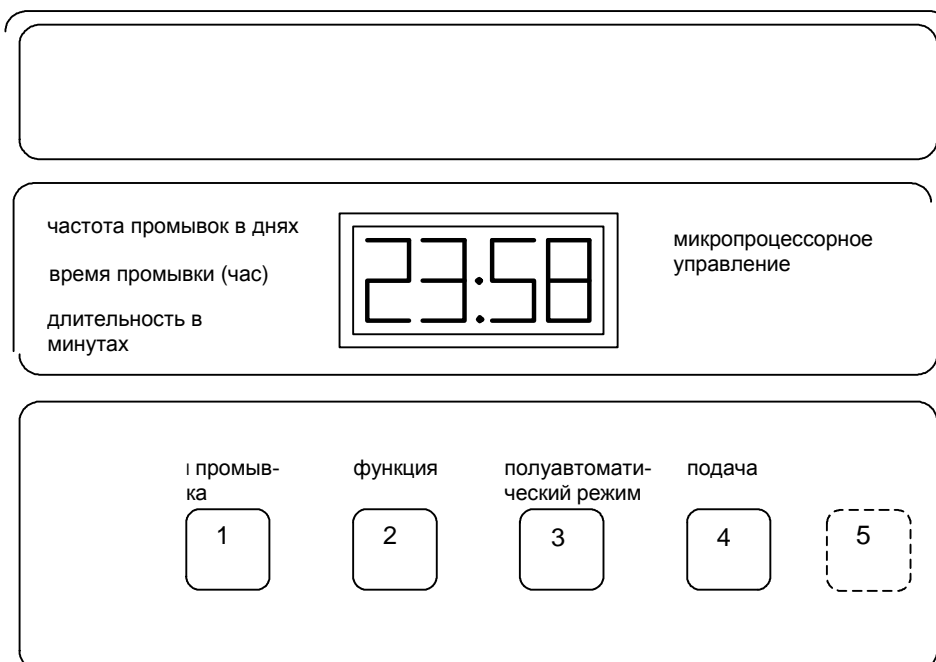 частота промывок в днях
23:58
микропроцессорное
управление
время промывки (час)
длительность в
минутах
промыв-
ка
функция
полуавтомати-
ческий режим
подача
1
2
3
4
5